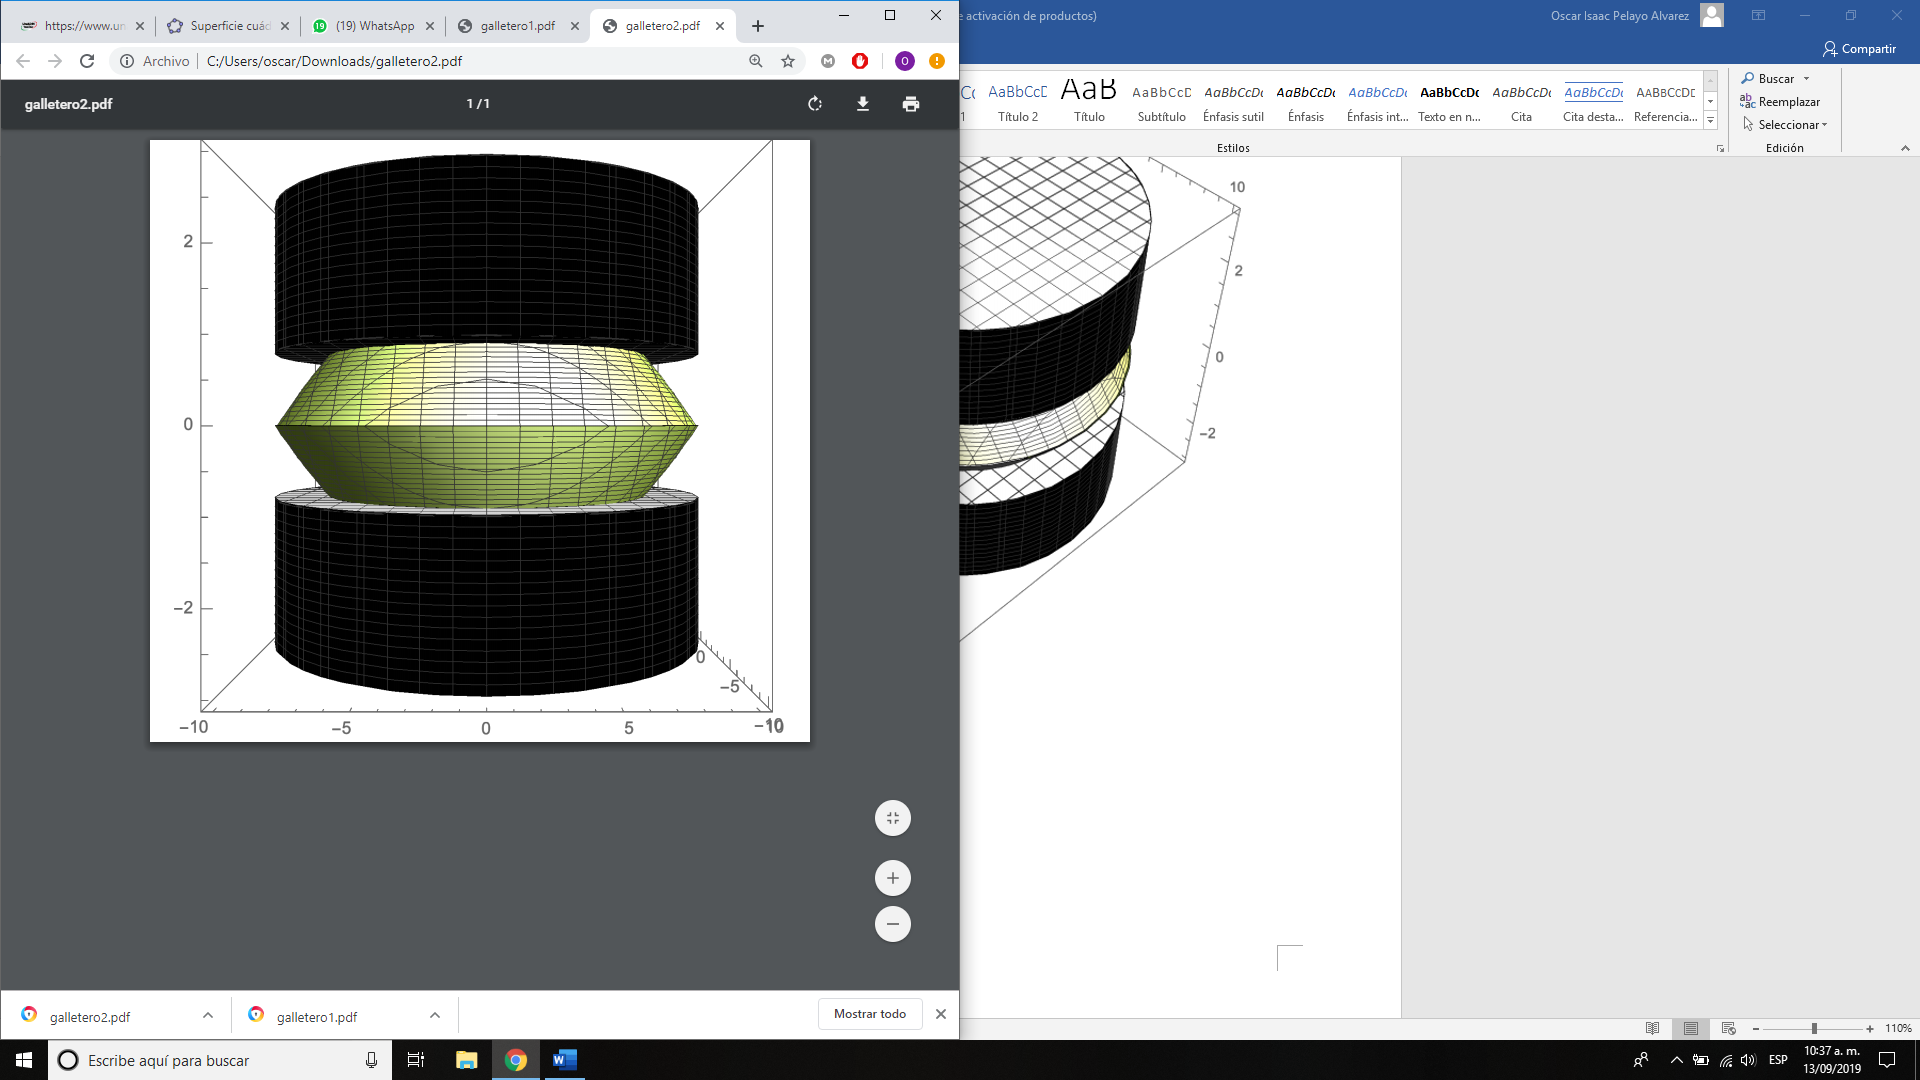 https://www.un
Superficie cuád
(19) WhatsApp
galletero1.pdf
galletero2.pdf
e activación de productos)
Oscar Isaac Pelayo Alvarez
Archivo
C:/Users/oscar/Downloads/galletero2.pdf
M
O
Compartir
galletero2.pdf
1 / 1
AaBbCcD
AaB
AaBbCcD
AaBbCcDc
AaBbCcDc
AaBbCcDc
AaBbCcDc
AaBbCcDc
AaBbCcDc
AABBCCDE
1
Título 2
Título
Subtítulo
Énfasis sutil
Énfasis
Énfasis int...
Texto en n...
Cita
Cita desta...
Referencia...
Estilos
Buscar
Reemplazar
Seleccionar
Edición
2
0
−2
−10
−5
0
5
−10
0
−5
10
10
2
0
−2
galletero2.pdf
galletero1.pdf
Mostrar todo
110%
Escribe aquí para buscar
ESP
10:37 a. m.
13/09/2019